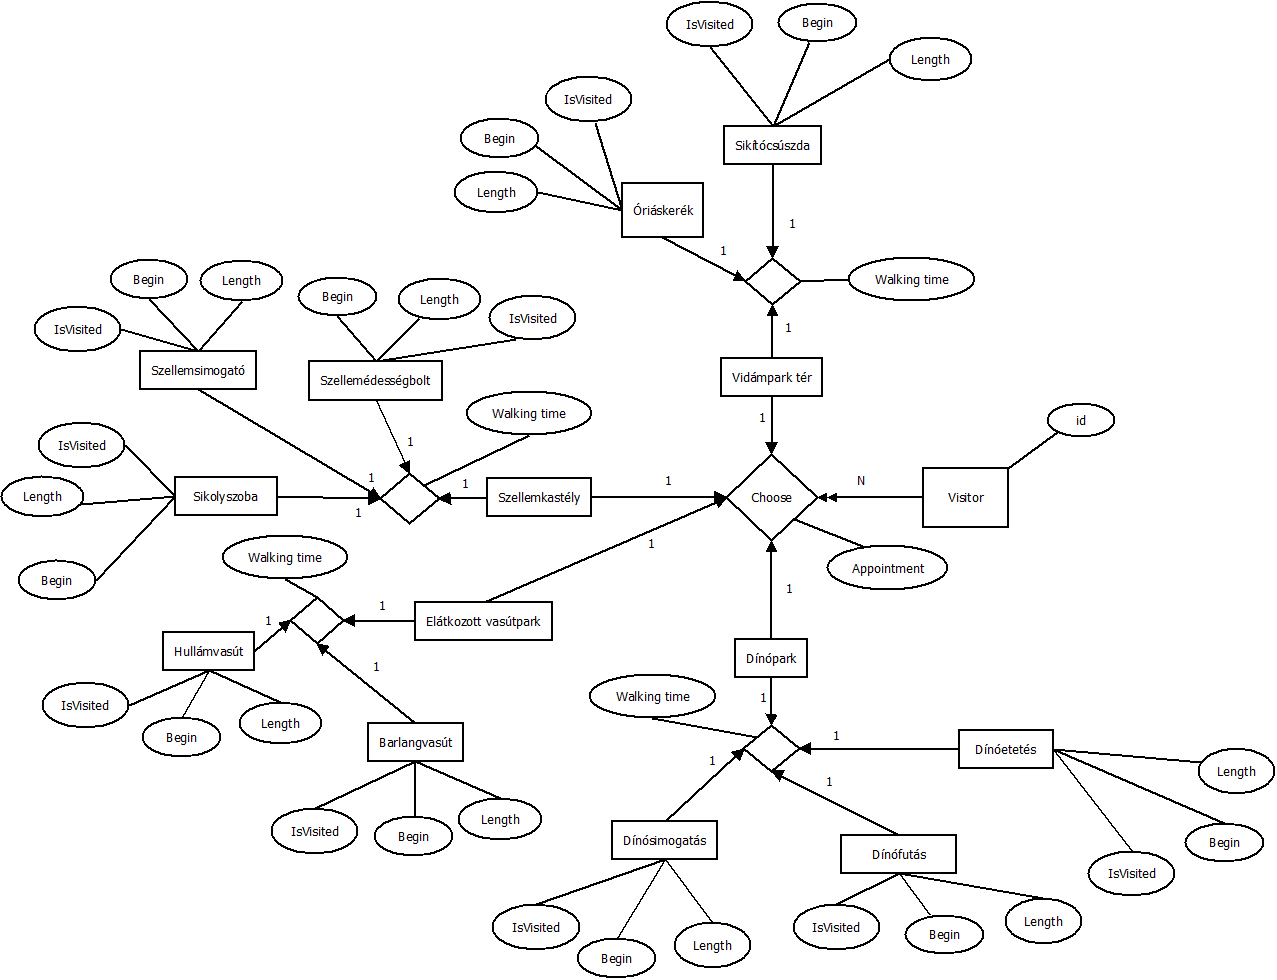 IsVisited
Begin
Length
Sikítócsúszda
IsVisited
Begin
Length
Óriáskerék
1
1
Walking time
1
Vidámpark tér
1
Begin
Length
IsVisited
Szellemsimogató
Begin
Length
IsVisited
Szellemédességbolt
Walking time
1
IsVisited
Length
Begin
Sikolyszoba
1
1
1
Szellemkastély
1
Choose
N
Visitor
id
Appointment
1
Walking time
1
Elátkozott vasútpark
1
Hullámvasút
IsVisited
Begin
Length
1
Barlangvasút
IsVisited
Begin
Length
1
Dínópark
1
Walking time
1
Dínóetetés
Length
Begin
IsVisited
1
Dínósimogatás
IsVisited
Begin
Length
1
Dínófutás
IsVisited
Begin
Length